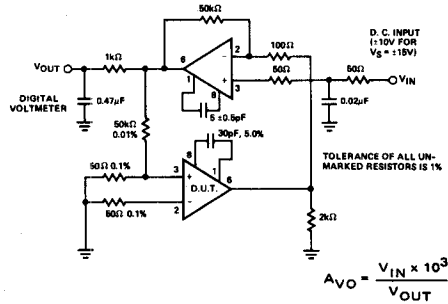 50kΩ
D. C. INPUT
(±10V FOR
VS = ±15V)
VOUT
1kΩ
6
2
100Ω
50Ω
50Ω
VIN
1
8
3
DIGITAL
VOLTMETER
0.47μF
5 ±0.5pF
0.02μF
50kΩ
0.01%
30pF, 5.0%
TOLERANCE OF ALL UN-
MARKED RESISTORS IS 1%
50Ω 0.1%
8
1
3
D.U.T.
6
50Ω 0.1%
2
2kΩ
AVO = VIN × 10³
VOUT